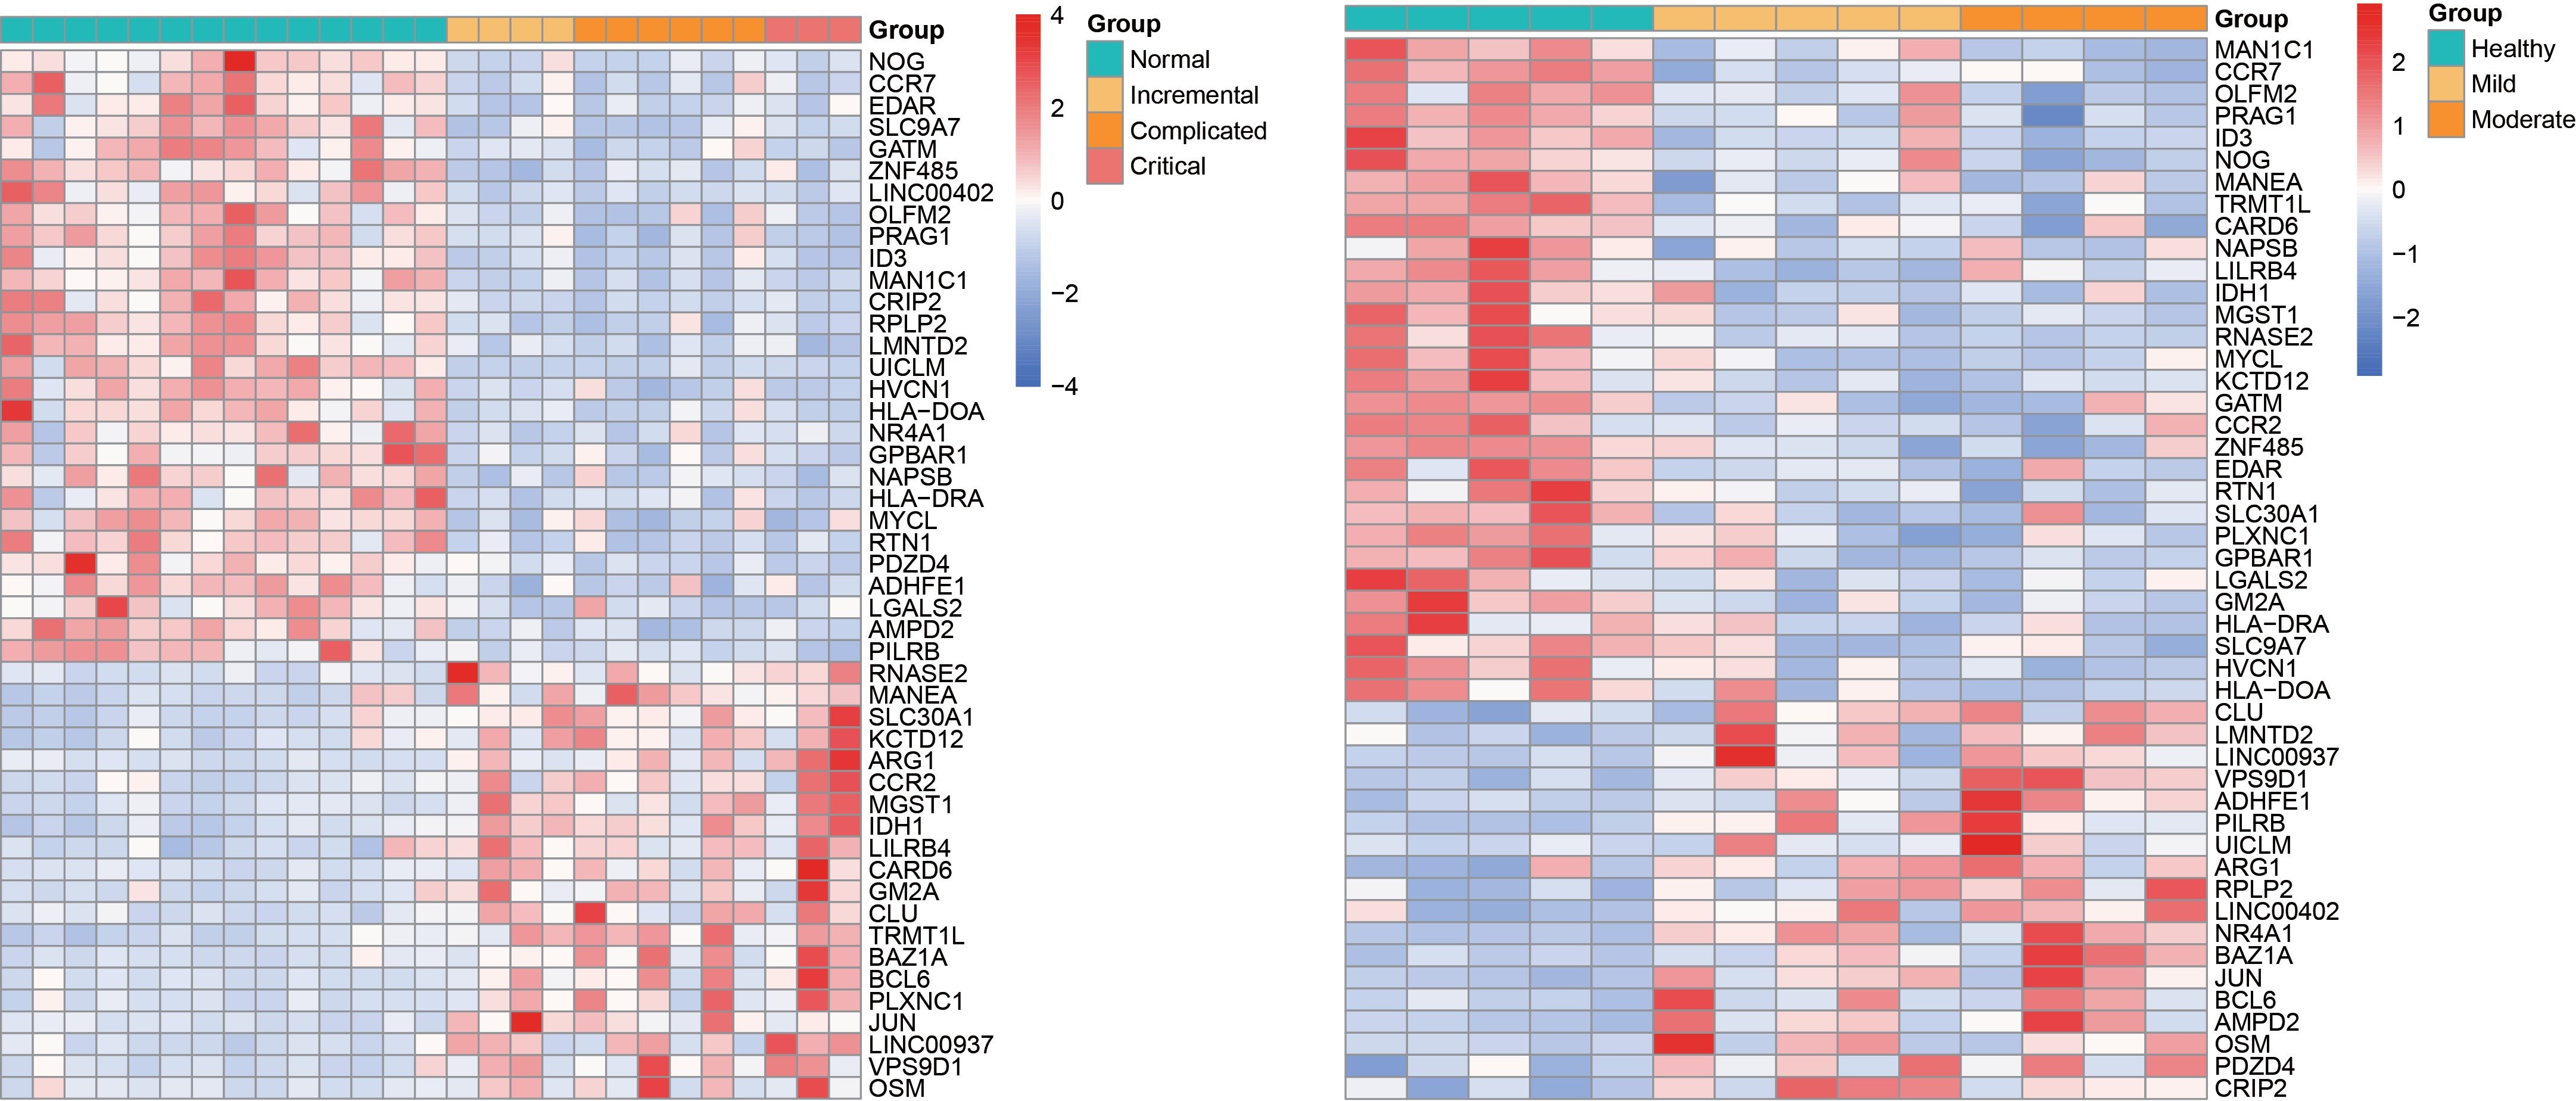 Group
NOG
CCR7
EDAR
SLC9A7
GATM
ZNF485
LINC00402
OLFM2
PRAG1
ID3
MAN1C1
CRIP2
RPLP2
LMNTD2
UICLM
HVCN1
HLA−DOA
NR4A1
GPBAR1
NAPSB
HLA−DRA
MYCL
RTN1
PDZD4
ADHFE1
LGALS2
AMPD2
PILRB
RNASE2
MANEA
SLC30A1
KCTD12
ARG1
CCR2
MGST1
IDH1
LILRB4
CARD6
GM2A
CLU
TRMT1L
BAZ1A
BCL6
PLXNC1
JUN
LINC00937
VPS9D1
OSM
4
2
0
−2
−4
Group
Normal
Incremental
Complicated
Critical
Group
MAN1C1
CCR7
OLFM2
PRAG1
ID3
NOG
MANEA
TRMT1L
CARD6
NAPSB
LILRB4
IDH1
MGST1
RNASE2
MYCL
KCTD12
GATM
CCR2
ZNF485
EDAR
RTN1
SLC30A1
PLXNC1
GPBAR1
LGALS2
GM2A
HLA−DRA
SLC9A7
HVCN1
HLA−DOA
CLU
LMNTD2
LINC00937
VPS9D1
ADHFE1
PILRB
UICLM
ARG1
RPLP2
LINC00402
NR4A1
BAZ1A
JUN
BCL6
AMPD2
OSM
PDZD4
CRIP2
2
1
0
−1
−2
Group
Healthy
Mild
Moderate